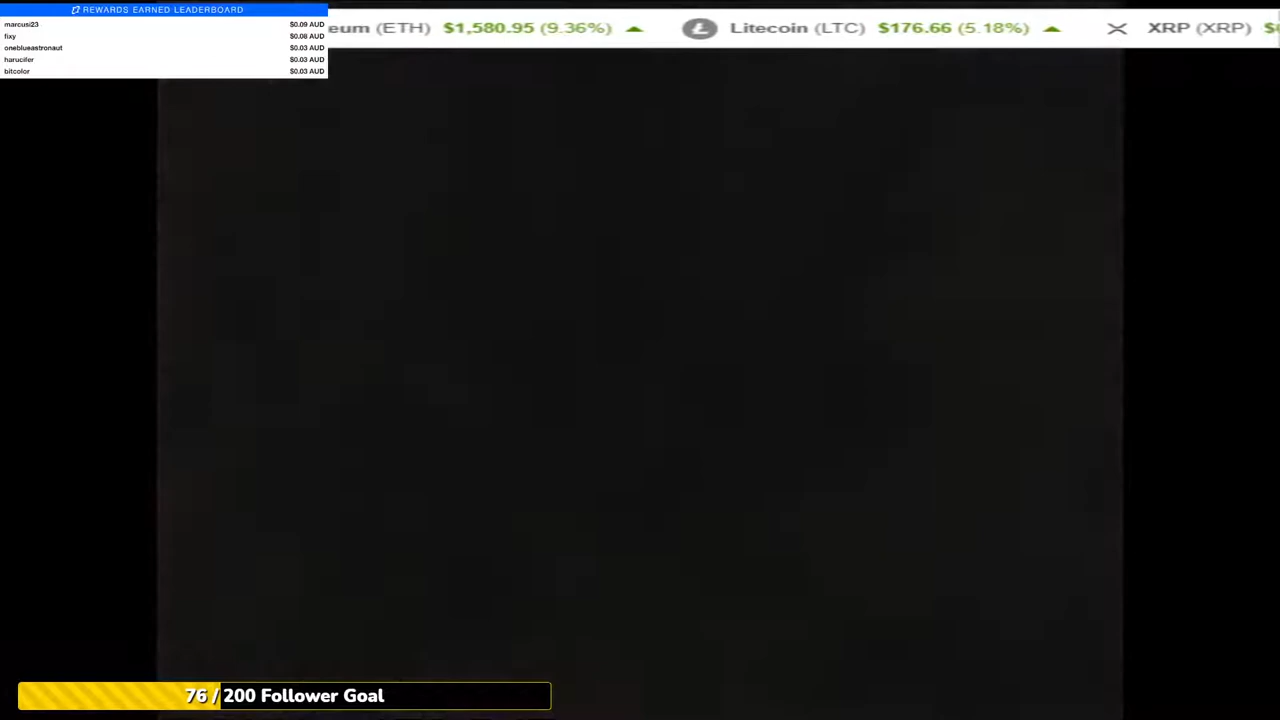 REWARDS EARNED LEADERBOARD
marcusi23 $0.09 AUD
fixy $0.08 AUD
oneblueastronaut $0.03 AUD
harucifer $0.03 AUD
bitcolor $0.03 AUD
eum (ETH) $1,580.95 (9.36%) Litecoin (LTC) $176.66 (5.18%) XRP (XRP)
76 / 200 Follower Goal